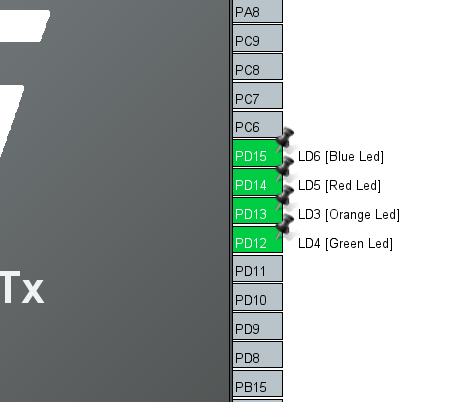 PA8
PC9
PC8
PC7
PC6
PD15 LD6 [Blue Led]
PD14 LD5 [Red Led]
PD13 LD3 [Orange Led]
PD12 LD4 [Green Led]
PD11
Tx
PD10
PD9
PD8
PB15